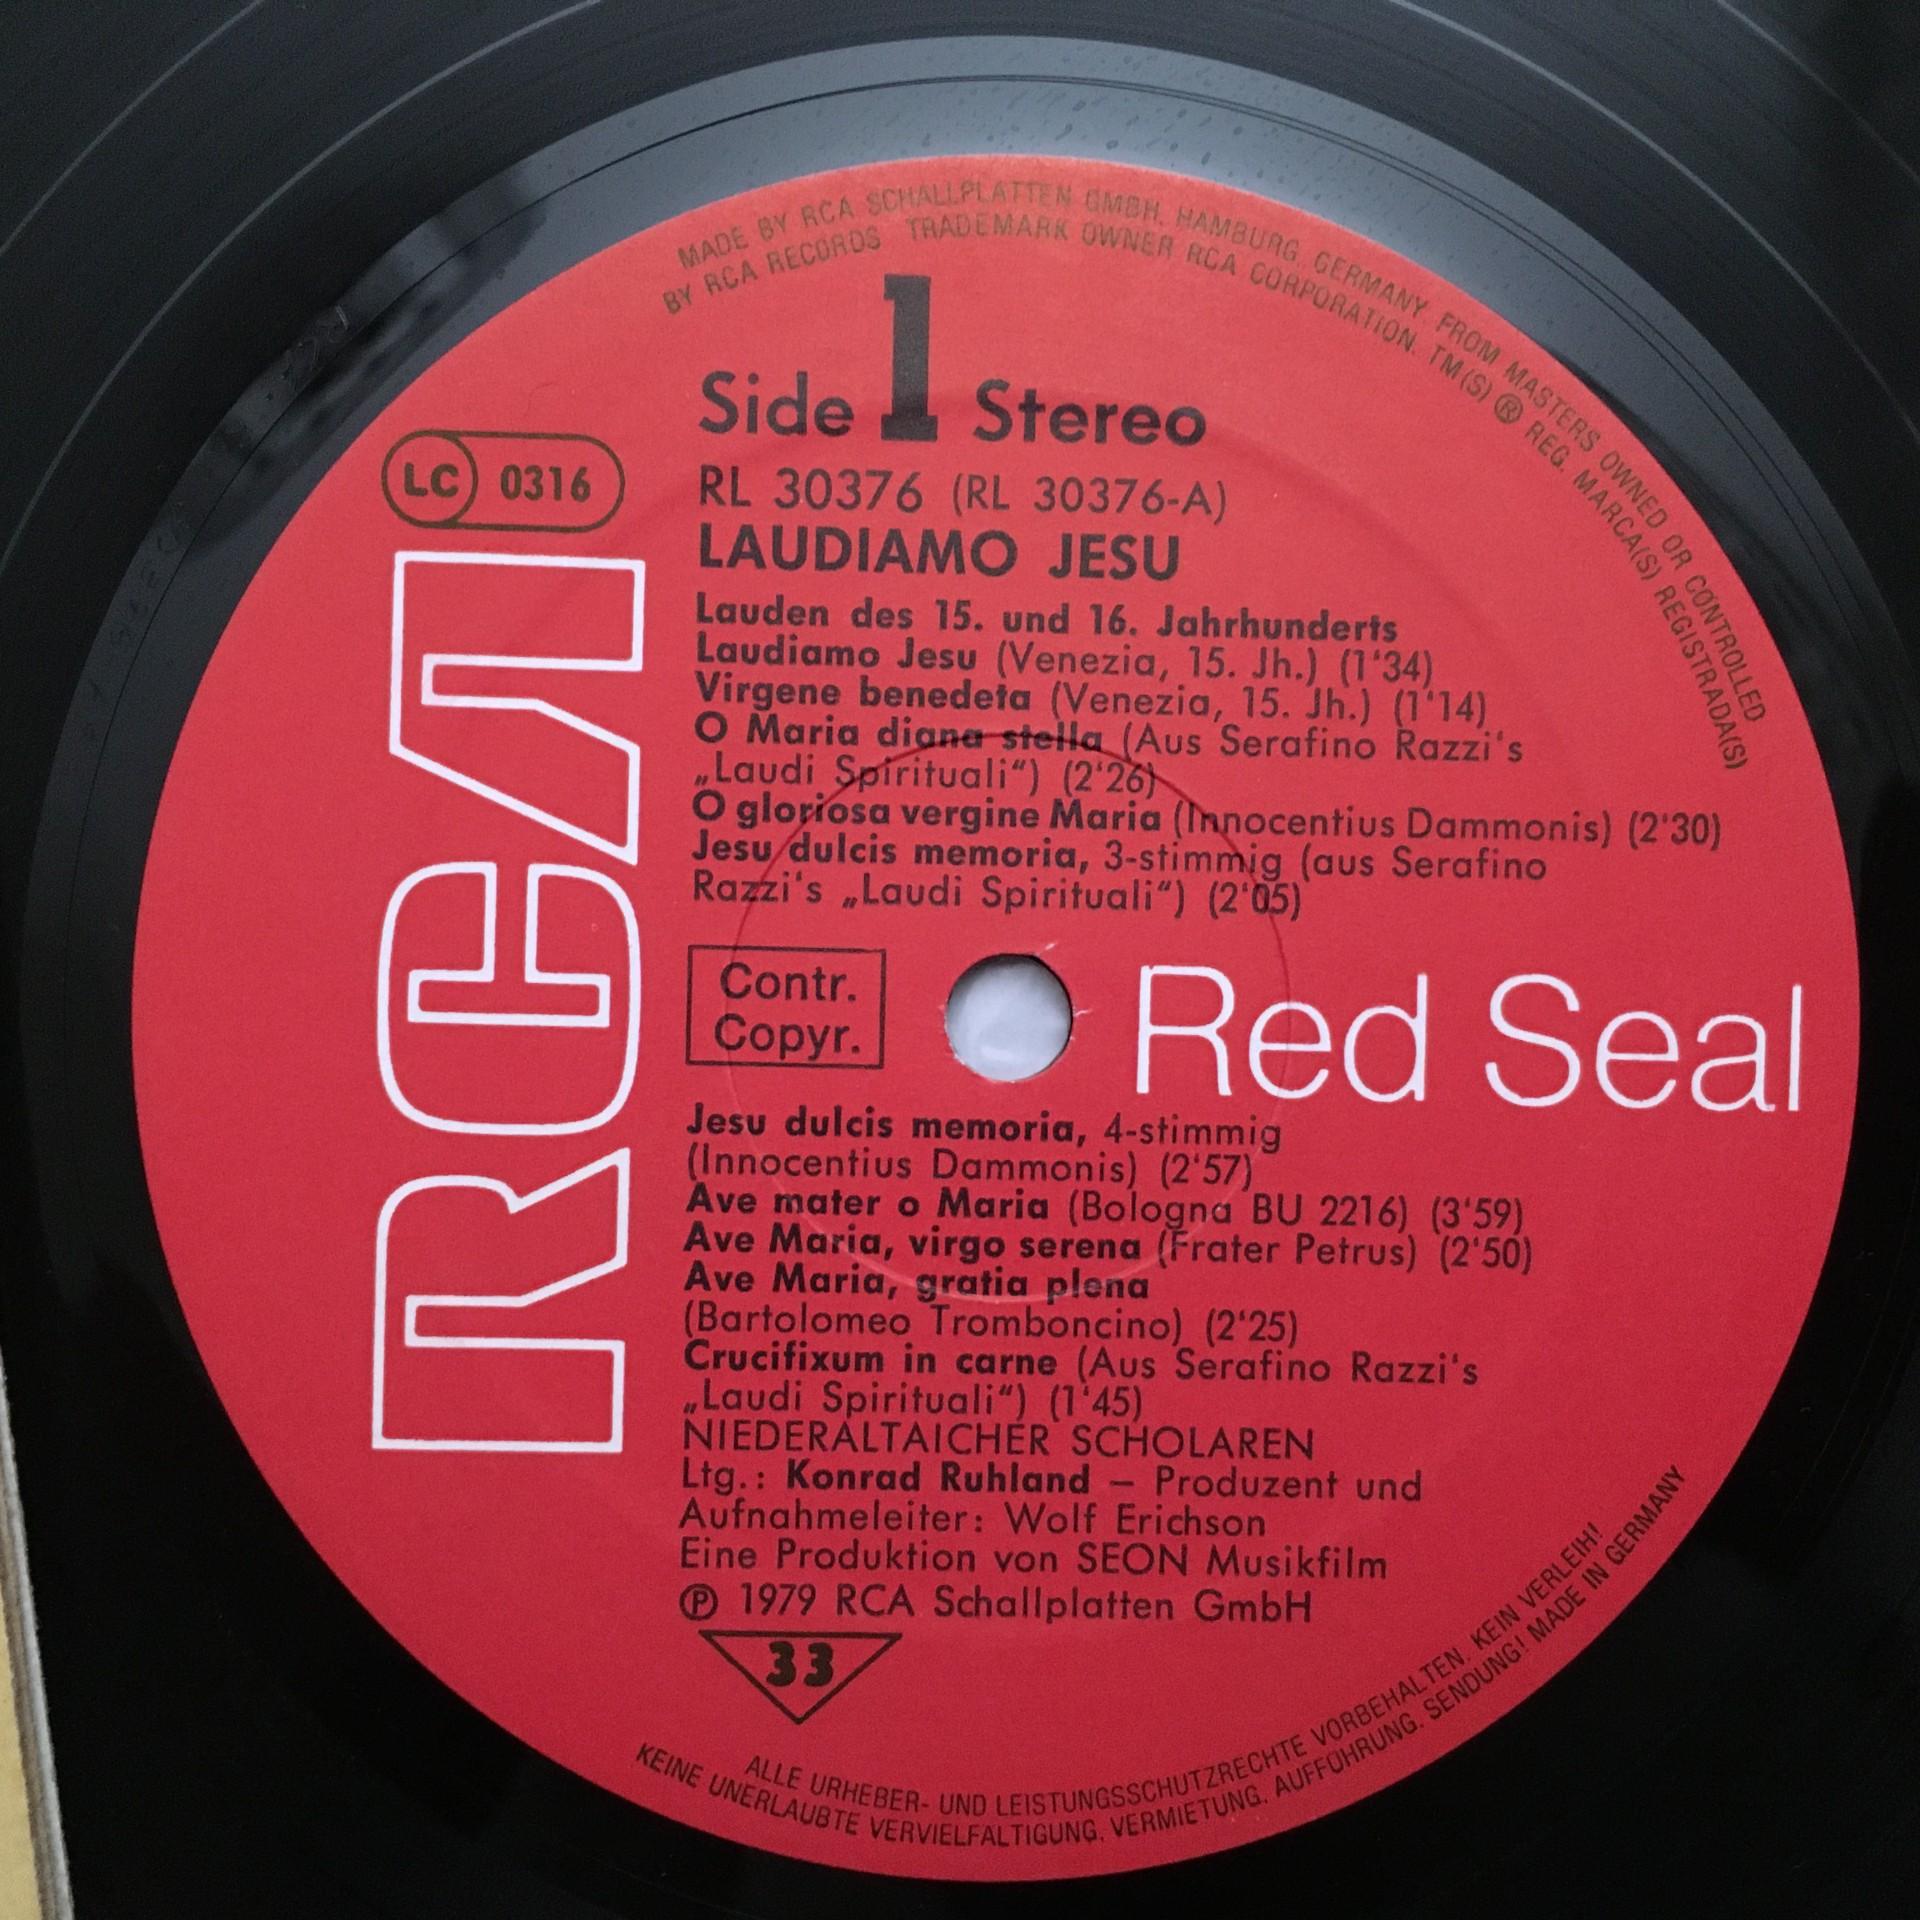 MADE BY RCA SCHALLPLATTEN GMBH, HAMBURG, GERMANY, FROM MASTERS OWNED OR CONTROLLED
BY RCA RECORDS TRADEMARK OWNER RCA CORPORATION. TM(S) ® REG. MARCA(S) REGISTRADA(S)
Side 1 Stereo
LC 0316
RL 30376 (RL 30376-A)
LAUDIAMO JESU
Lauden des 15. und 16. Jahrhunderts
Laudiamo Jesu (Venezia, 15. Jh.) (1'34)
Virgene benedeta (Venezia, 15. Jh.) (1'14)
O Maria diana stella (Aus Serafino Razzi's
„Laudi Spirituali“) (2'26)
O gloriosa vergine Maria (Innocentius Dammonis) (2'30)
Jesu dulcis memoria, 3-stimmig (aus Serafino
Razzi's „Laudi Spirituali“) (2'05)
RCA
Contr.
Copyr.
Red Seal
Jesu dulcis memoria, 4-stimmig
(Innocentius Dammonis) (2'57)
Ave mater o Maria (Bologna BU 2216) (3'59)
Ave Maria, virgo serena (Frater Petrus) (2'50)
Ave Maria, gratia plena
(Bartolomeo Tromboncino) (2'25)
Crucifixum in carne (Aus Serafino Razzi's
„Laudi Spirituali“) (1'45)
NIEDERALTAICHER SCHOLAREN
Ltg.: Konrad Ruhland – Produzent und
Aufnahmeleiter: Wolf Erichson
Eine Produktion von SEON Musikfilm
℗ 1979 RCA Schallplatten GmbH
33
ALLE URHEBER- UND LEISTUNGSSCHUTZRECHTE VORBEHALTEN. KEIN VERLEIH!
KEINE UNERLAUBTE VERVIELFÄLTIGUNG, VERMIETUNG, AUFFÜHRUNG, SENDUNG! MADE IN GERMANY